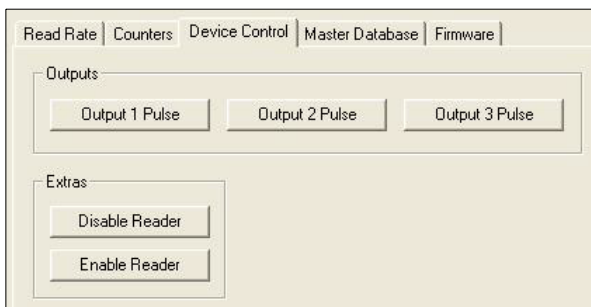 Read Rate Counters Device Control Master Database Firmware
Outputs
Output 1 Pulse Output 2 Pulse Output 3 Pulse
Extras
Disable Reader
Enable Reader